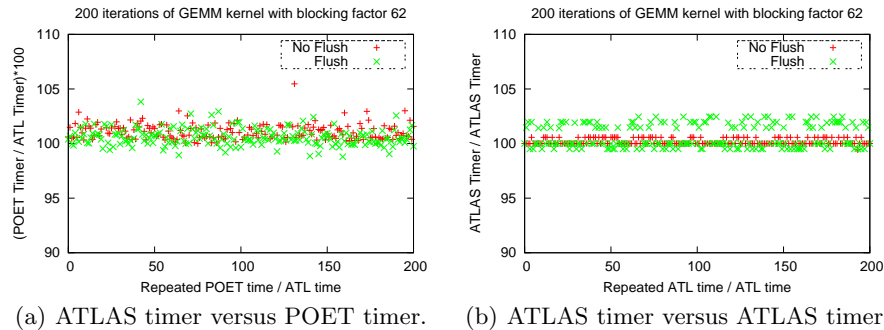 200 iterations of GEMM kernel with blocking factor 62
110
105
100
95
90
0 50 100 150 200
(POET Timer / ATL Timer)*100
Repeated POET time / ATL time
No Flush
Flush
(a) ATLAS timer versus POET timer.
200 iterations of GEMM kernel with blocking factor 62
110
105
100
95
90
0 50 100 150 200
ATLAS Timer / ATLAS Timer
Repeated ATL time / ATL time
No Flush
Flush
(b) ATLAS timer versus ATLAS timer